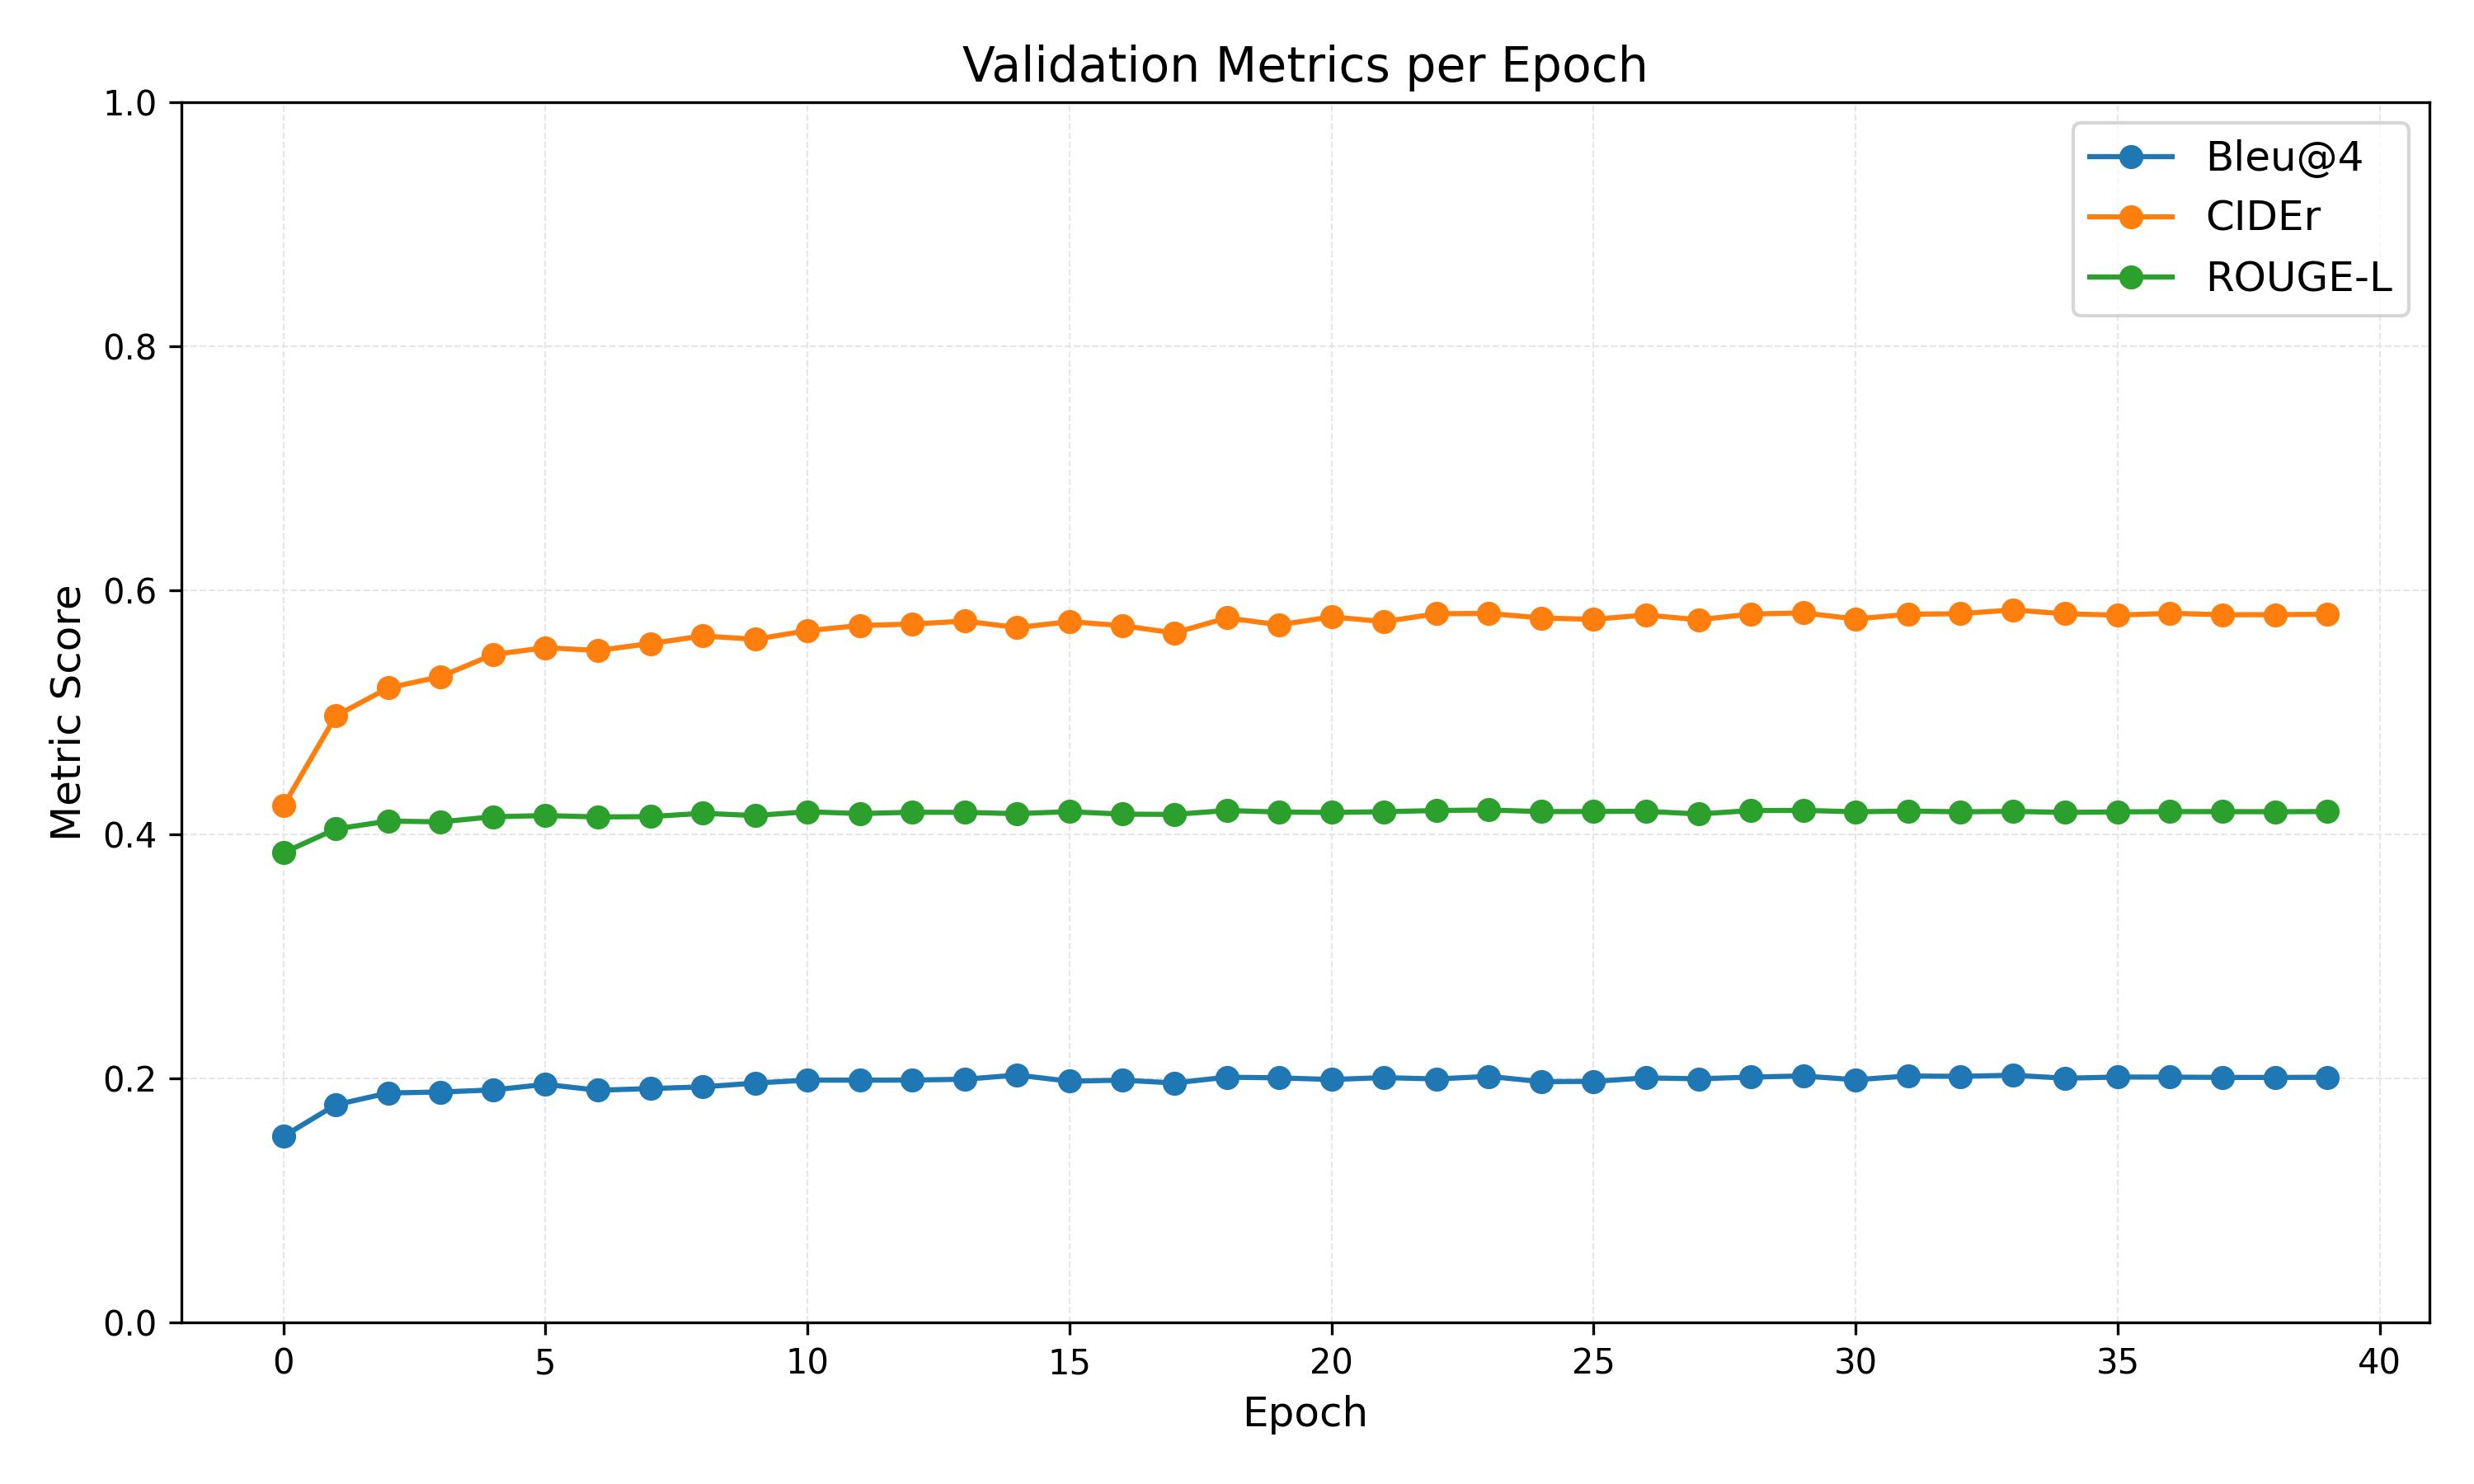 Validation Metrics per Epoch
1.0
0.8
0.6
0.4
0.2
0.0
Metric Score
Bleu@4
CIDEr
ROUGE-L
0 5 10 15 20 25 30 35 40
Epoch